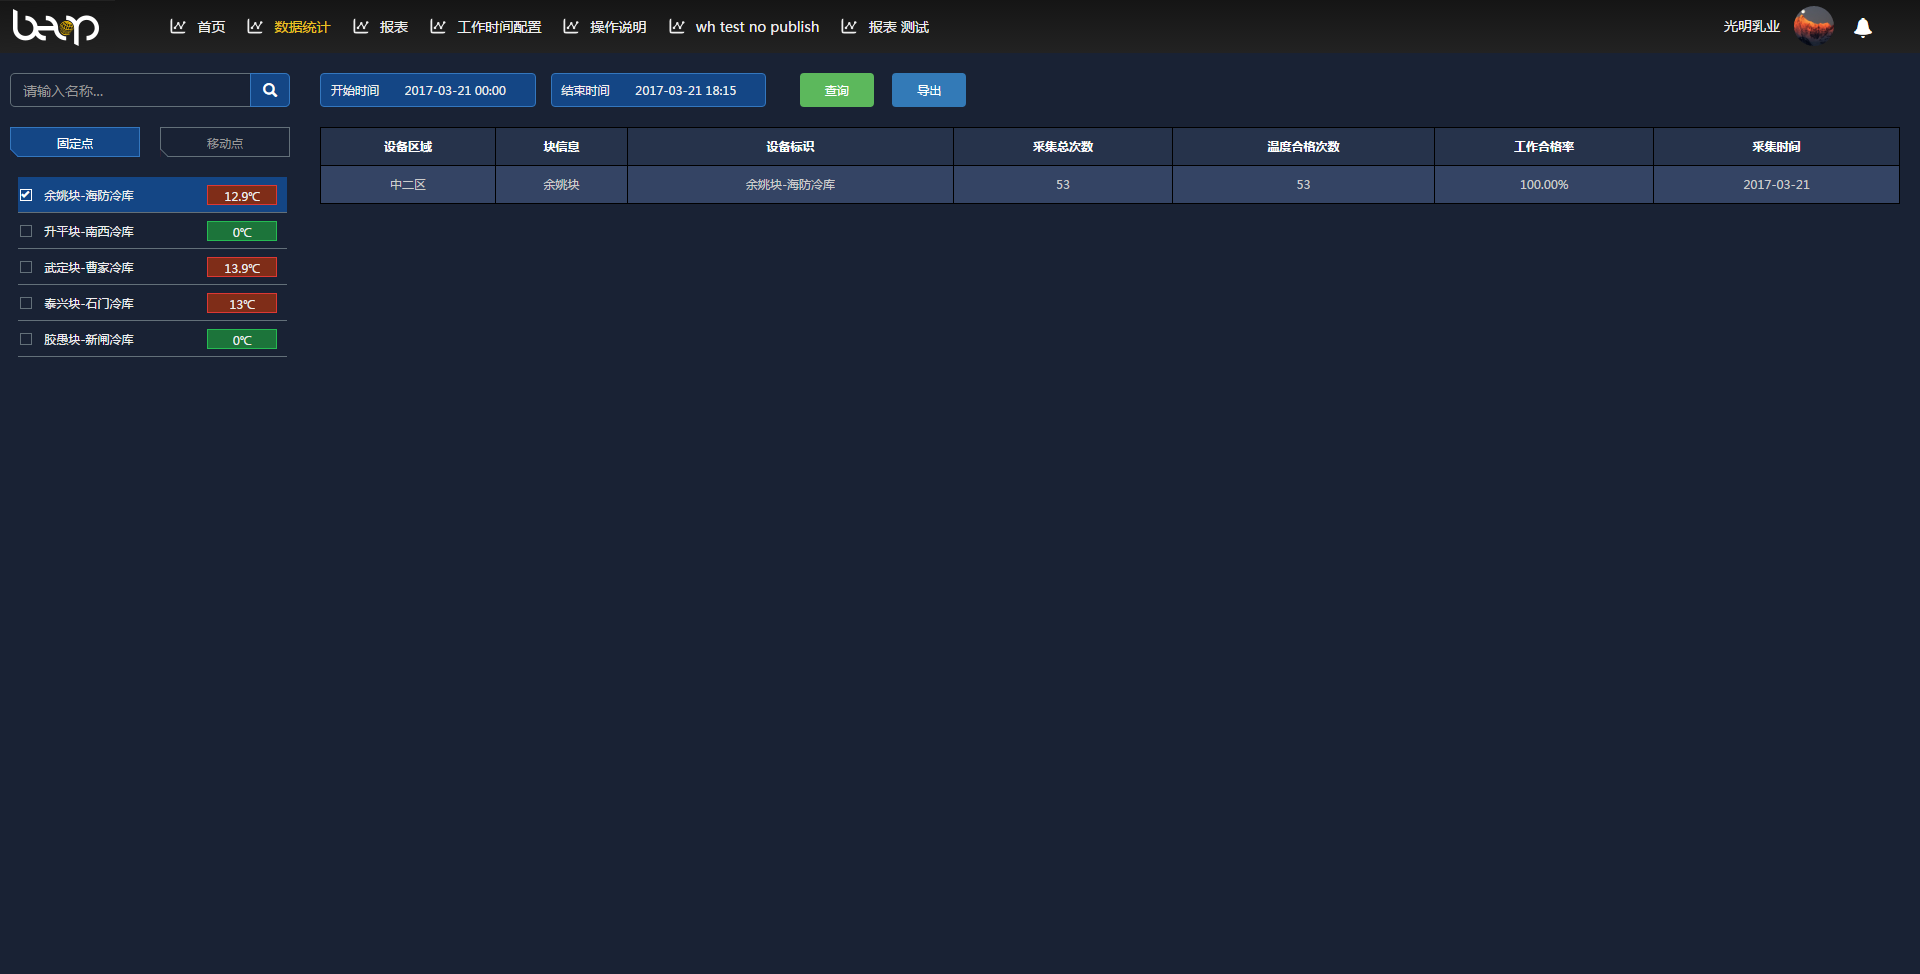 beop 首页 数据统计 报表 工作时间配置 操作说明 wh test no publish 报表 测试 光明乳业
请输入名称... 开始时间 2017-03-21 00:00 结束时间 2017-03-21 18:15 查询 导出
固定点 移动点
设备区域 块信息 设备标识 采集总次数 温度合格次数 工作合格率 采集时间
中二区 余姚块 余姚块-海防冷库 53 53 100.00% 2017-03-21
余姚块-海防冷库 12.9℃
升平块-南西冷库 0℃
武定块-曹家冷库 13.9℃
泰兴块-石门冷库 13℃
胶愚块-新闸冷库 0℃